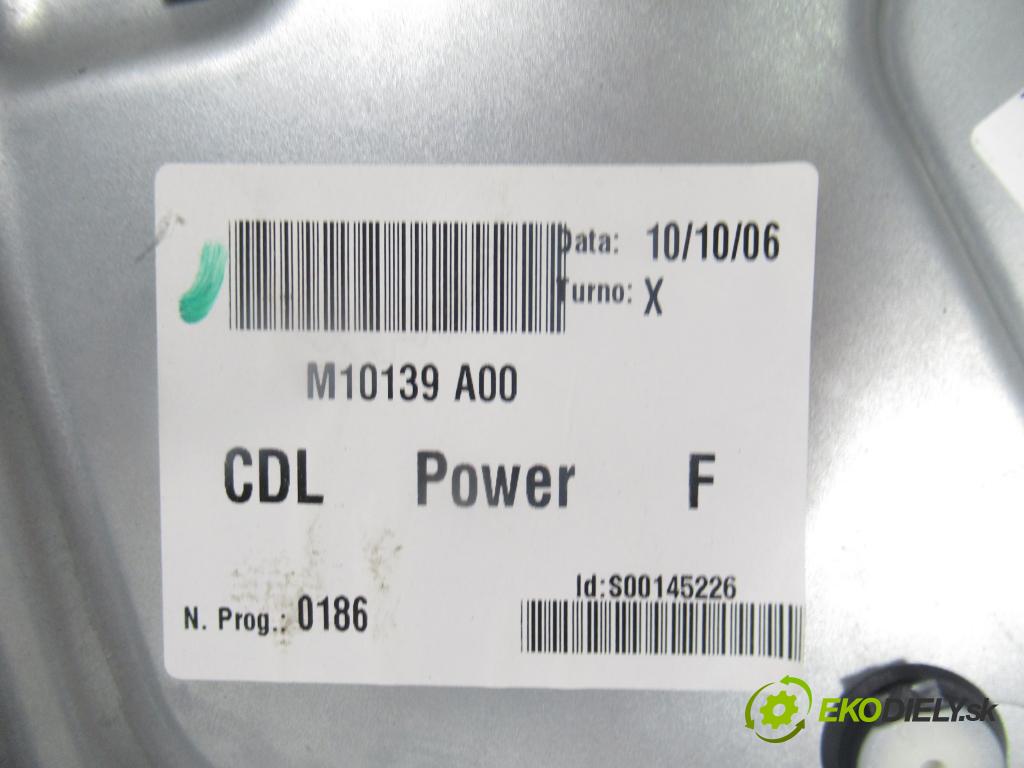 Data: 10/10/06
Turno: X
M10139 A00
CDL Power F
Id:S00145226
N. Prog.: 0186
EKODIELY.sk